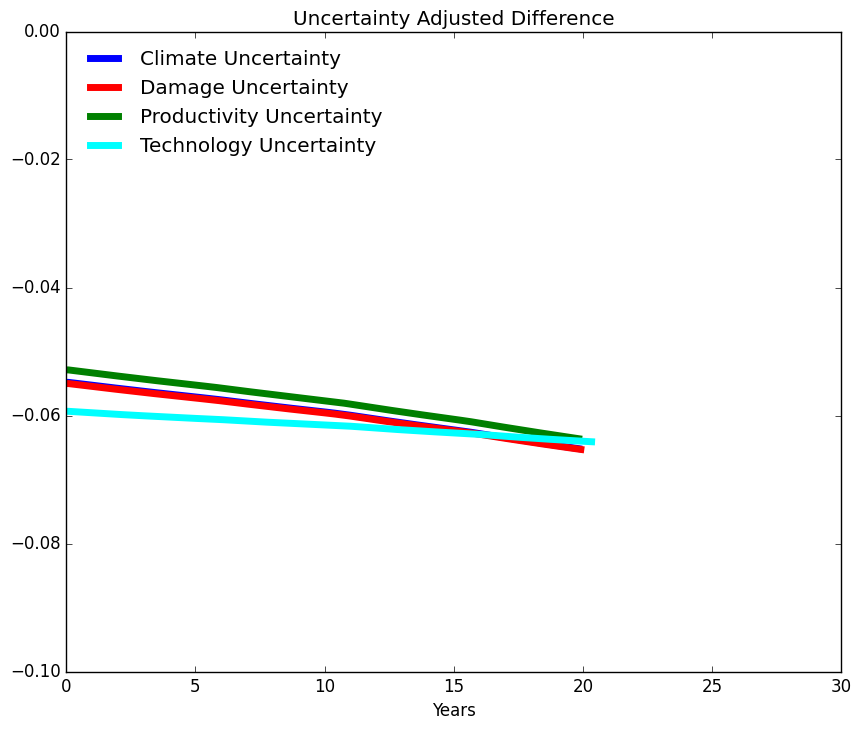 Uncertainty Adjusted Difference
0.00
Climate Uncertainty
Damage Uncertainty
Productivity Uncertainty
Technology Uncertainty
−0.02
−0.04
−0.06
−0.08
−0.10
0 5 10 15 20 25 30
Years